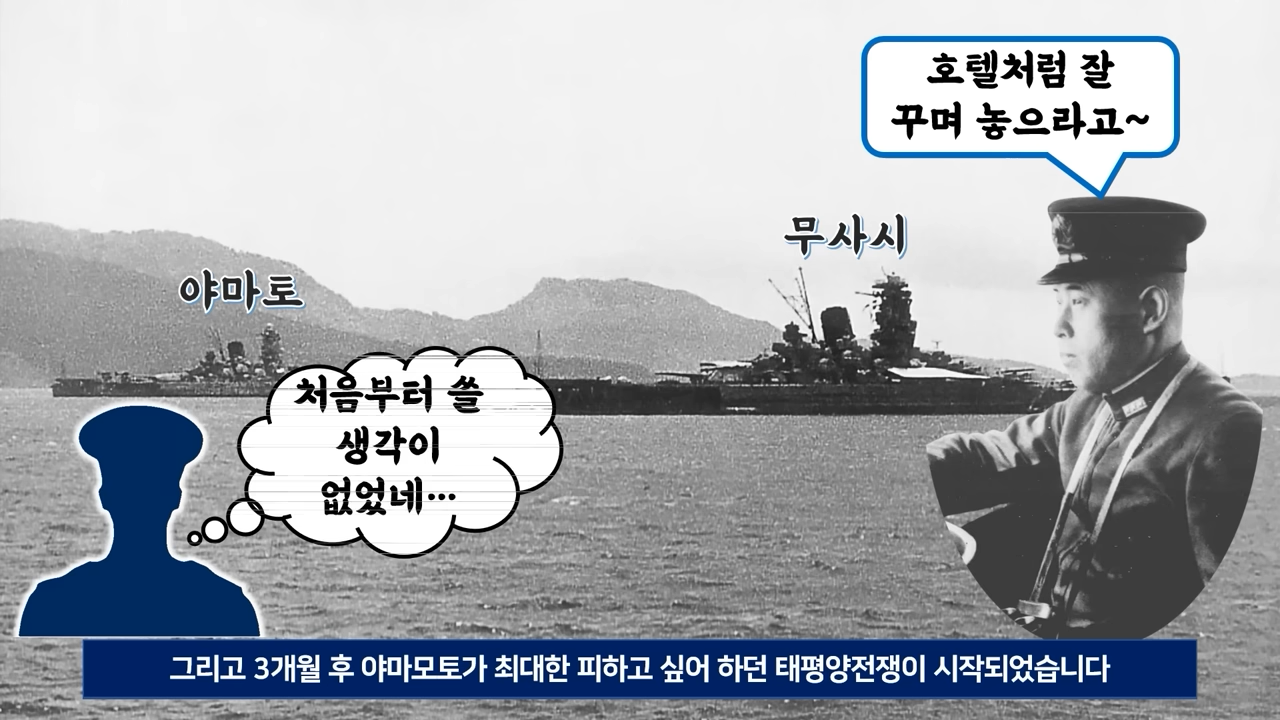 호텔처럼 잘
꾸며 놓으라고~
무사시
야마토
처음부터 쓸
생각이
없었네…
그리고 3개월 후 야마모토가 최대한 피하고 싶어 하던 태평양전쟁이 시작되었습니다